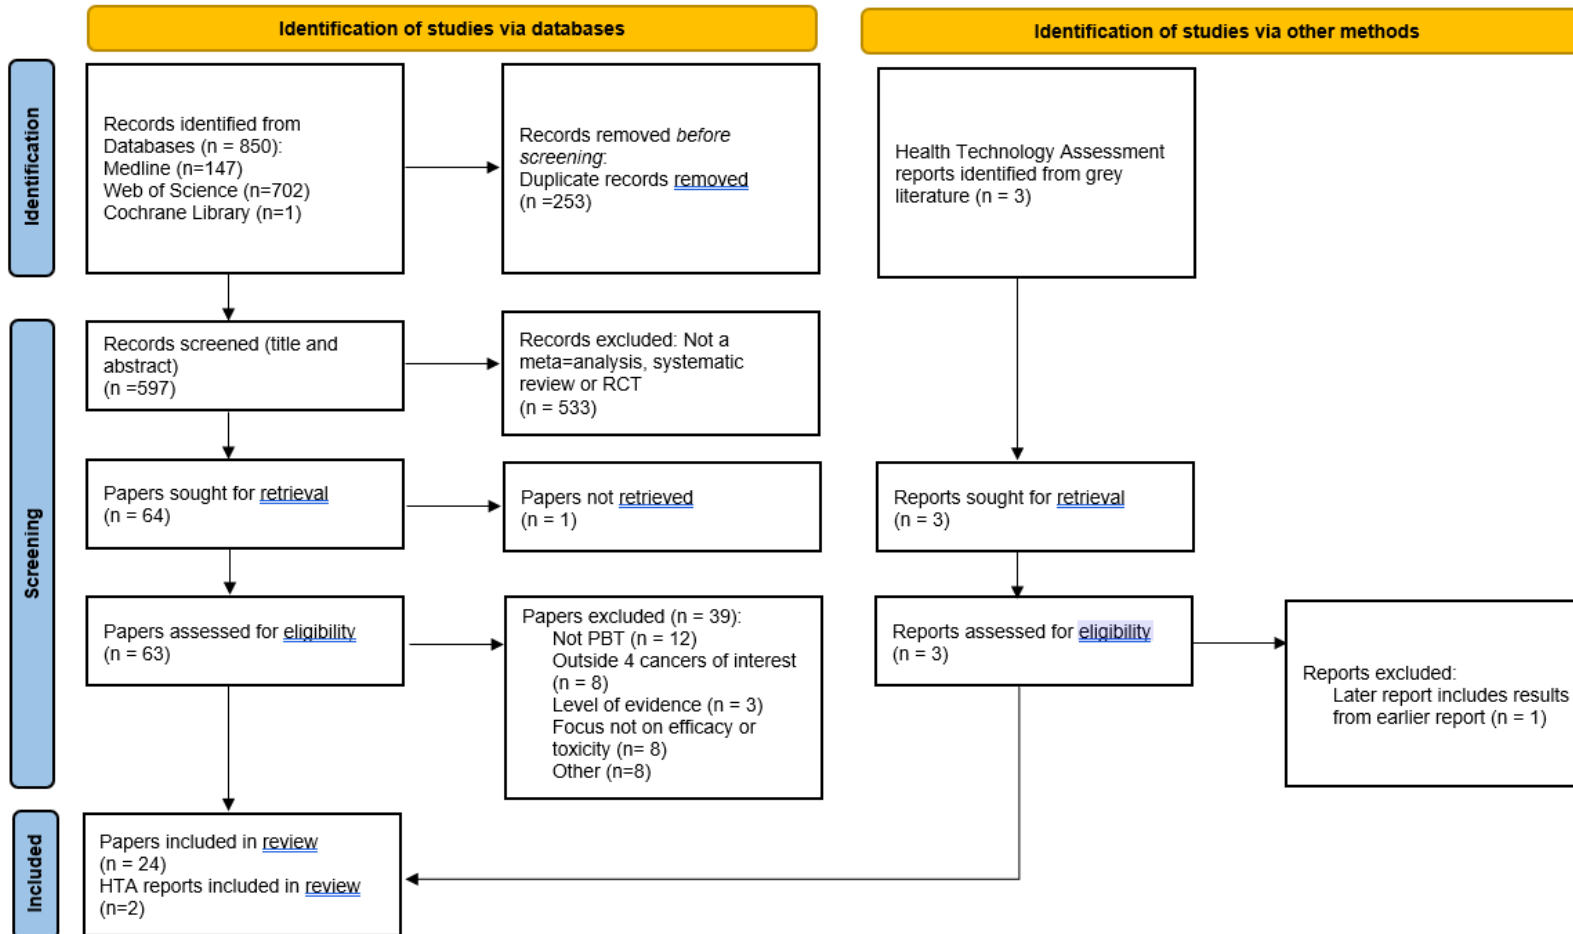 Identification of studies via databases
Identification of studies via other methods
Identification
Records identified from
Databases (n = 850):
Medline (n=147)
Web of Science (n=702)
Cochrane Library (n=1)
Records removed before
screening:
Duplicate records removed
(n =253)
Health Technology Assessment
reports identified from grey
literature (n = 3)
Screening
Records screened (title and
abstract)
(n =597)
Records excluded: Not a
meta=analysis, systematic
review or RCT
(n = 533)
Papers sought for retrieval
(n = 64)
Papers not retrieved
(n = 1)
Reports sought for retrieval
(n = 3)
Papers assessed for eligibility
(n = 63)
Papers excluded (n = 39):
Not PBT (n = 12)
Outside 4 cancers of interest
(n = 8)
Level of evidence (n = 3)
Focus not on efficacy or
toxicity (n= 8)
Other (n=8)
Reports assessed for eligibility
(n = 3)
Reports excluded:
Later report includes results
from earlier report (n = 1)
Included
Papers included in review
(n = 24)
HTA reports included in review
(n=2)